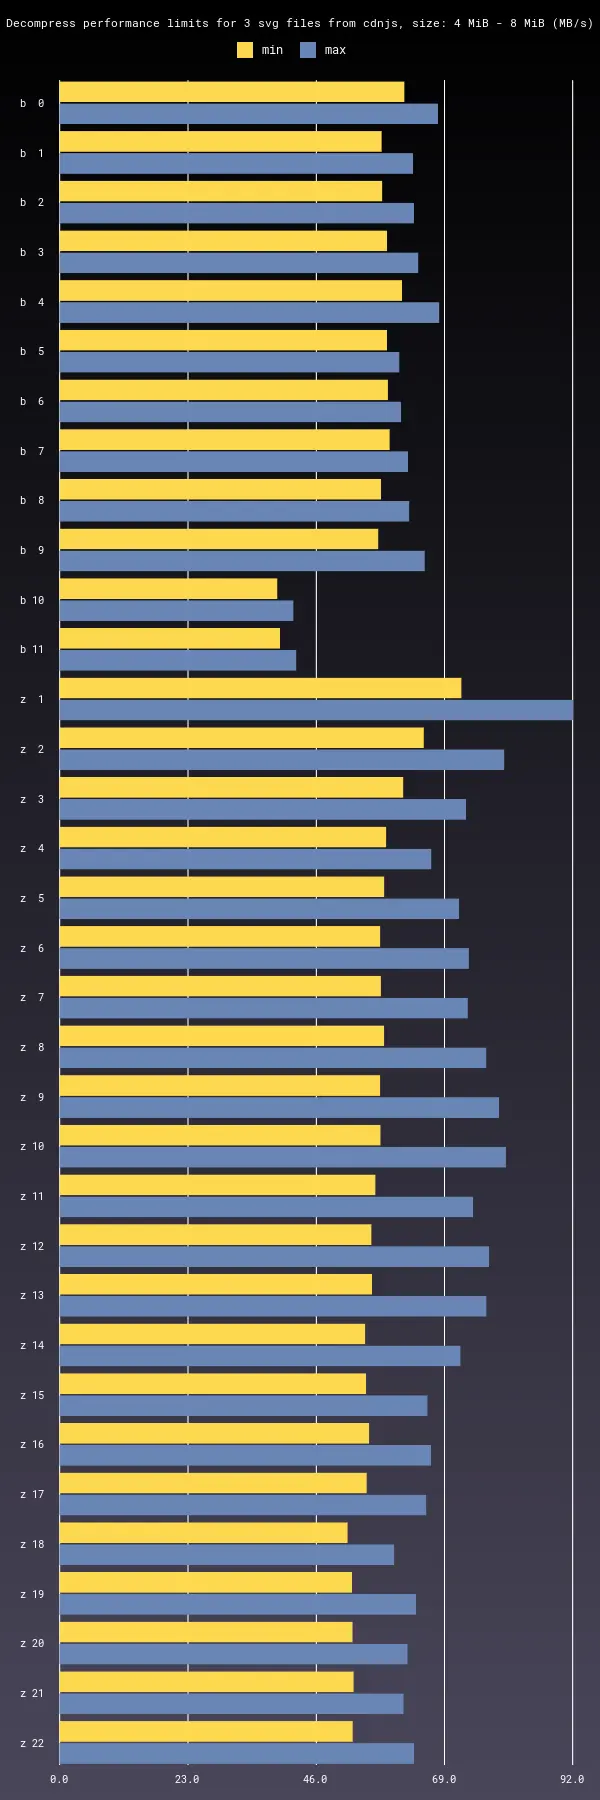 Decompress performance limits for 3 svg files from cdnjs, size: 4 MiB - 8 MiB (MB/s)
min max
b 0
b 1
b 2
b 3
b 4
b 5
b 6
b 7
b 8
b 9
b 10
b 11
z 1
z 2
z 3
z 4
z 5
z 6
z 7
z 8
z 9
z 10
z 11
z 12
z 13
z 14
z 15
z 16
z 17
z 18
z 19
z 20
z 21
z 22
0.0 23.0 46.0 69.0 92.0